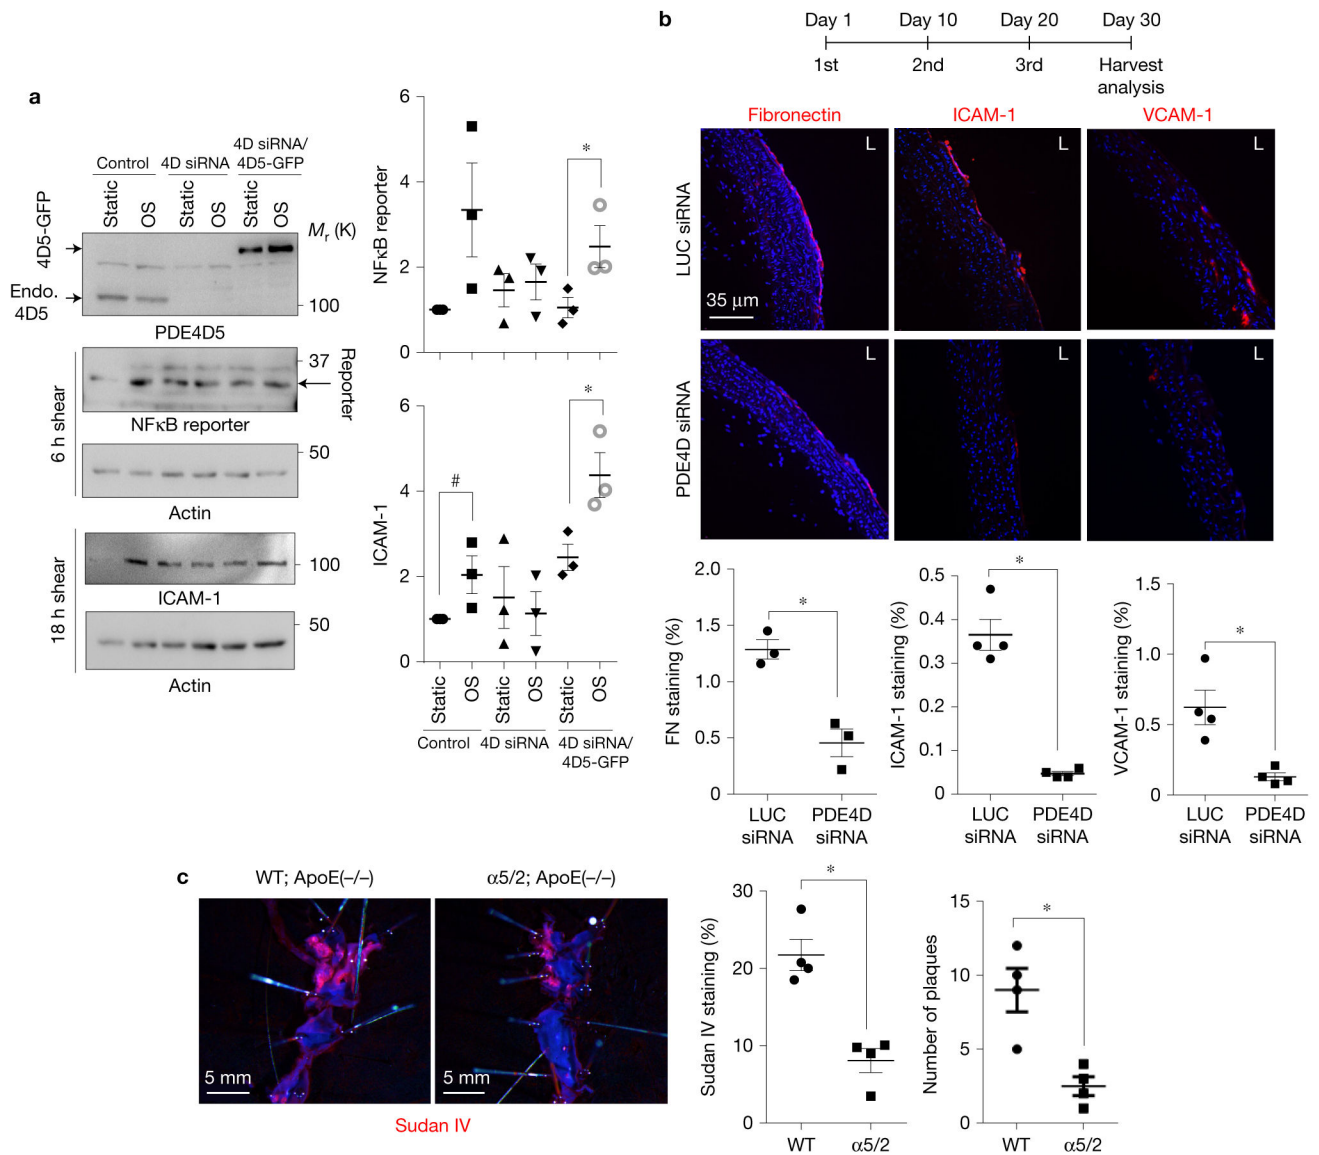 a
Control
4D siRNA
4D siRNA/
4D5-GFP
Static
OS
Static
OS
Static
OS
4D5-GFP
Endo.
4D5
Mr (K)
100
PDE4D5
6 h shear
37
Reporter
NFκB reporter
50
Actin
18 h shear
100
ICAM-1
50
Actin
6
4
2
0
NFκB reporter
*
6
4
2
0
ICAM-1
#
*
Static
OS
Static
OS
Static
OS
Control
4D siRNA
4D siRNA/
4D5-GFP
b
Day 1
Day 10
Day 20
Day 30
1st
2nd
3rd
Harvest
analysis
Fibronectin
ICAM-1
VCAM-1
LUC siRNA
L
L
L
35 μm
PDE4D siRNA
L
L
L
FN staining (%)
2.0
1.5
1.0
0.5
0
*
LUC
siRNA
PDE4D
siRNA
ICAM-1 staining (%)
0.5
0.4
0.3
0.2
0.1
0
*
LUC
siRNA
PDE4D
siRNA
VCAM-1 staining (%)
1.5
1.0
0.5
0
*
LUC
siRNA
PDE4D
siRNA
c
WT; ApoE(–/–)
α5/2; ApoE(–/–)
5 mm
5 mm
Sudan IV
Sudan IV staining (%)
30
20
10
0
*
WT
α5/2
Number of plaques
15
10
5
0
*
WT
α5/2